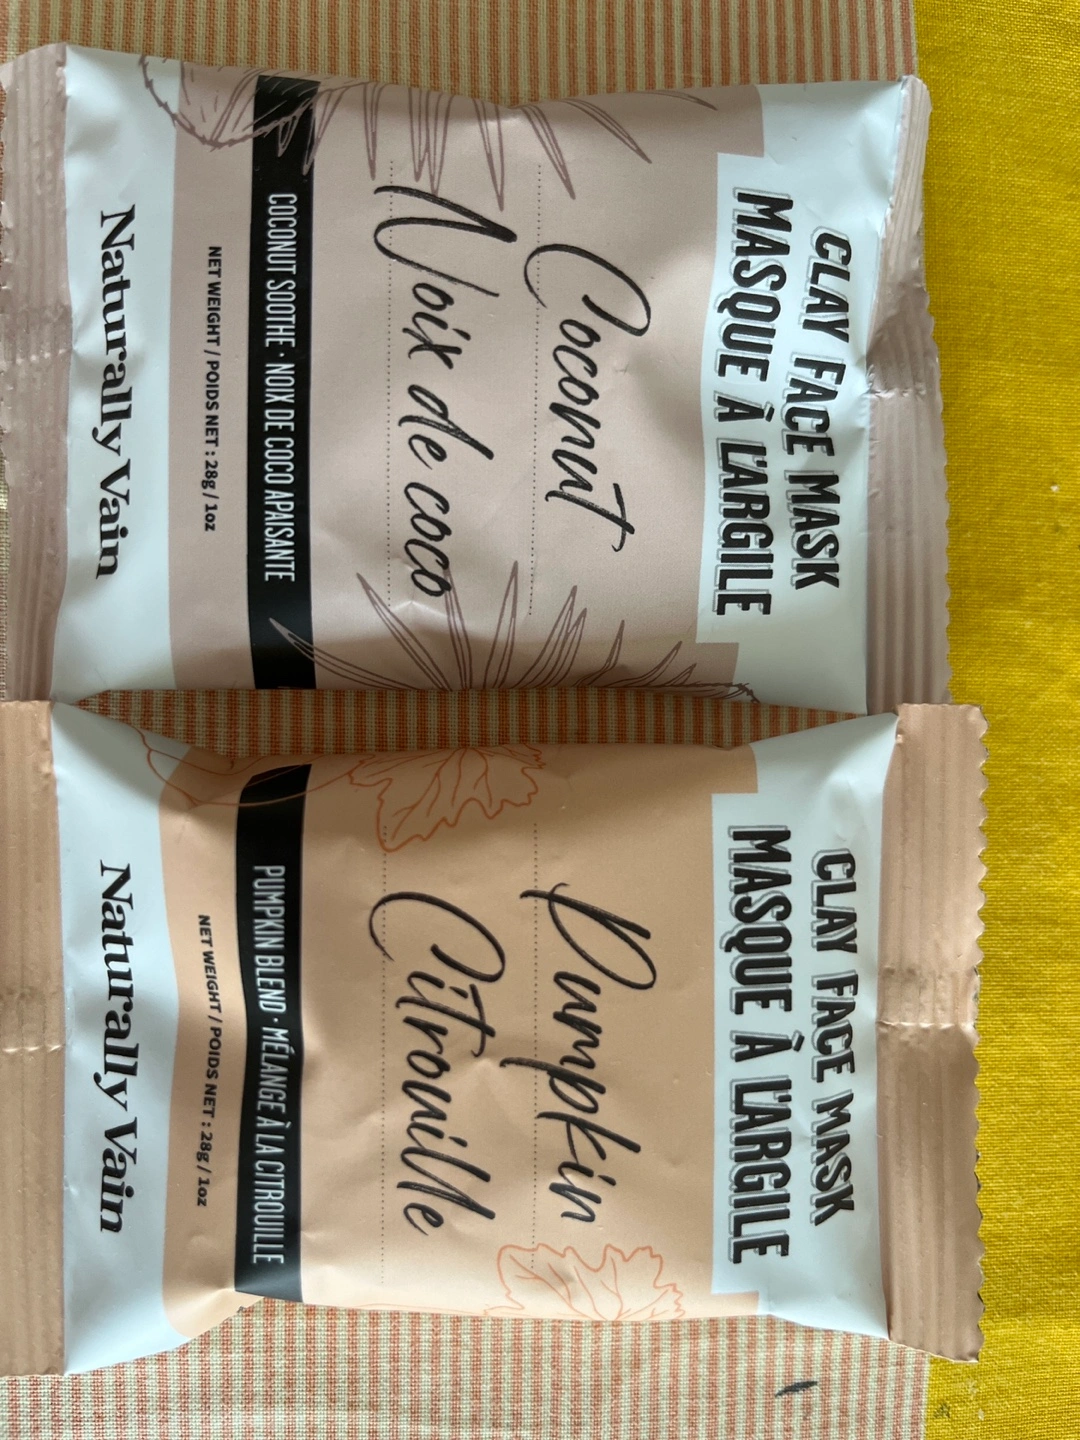 CLAY FACE MASK
MASQUE À L'ARGILE
Coconut
Noix de coco
COCONUT SOOTHE · NOIX DE COCO APAISANTE
NET WEIGHT / POIDS NET : 28g / 1oz
Naturally Vain
CLAY FACE MASK
MASQUE À L'ARGILE
Pumpkin
Citrouille
PUMPKIN BLEND · MÉLANGE À LA CITROUILLE
NET WEIGHT / POIDS NET : 28g / 1oz
Naturally Vain